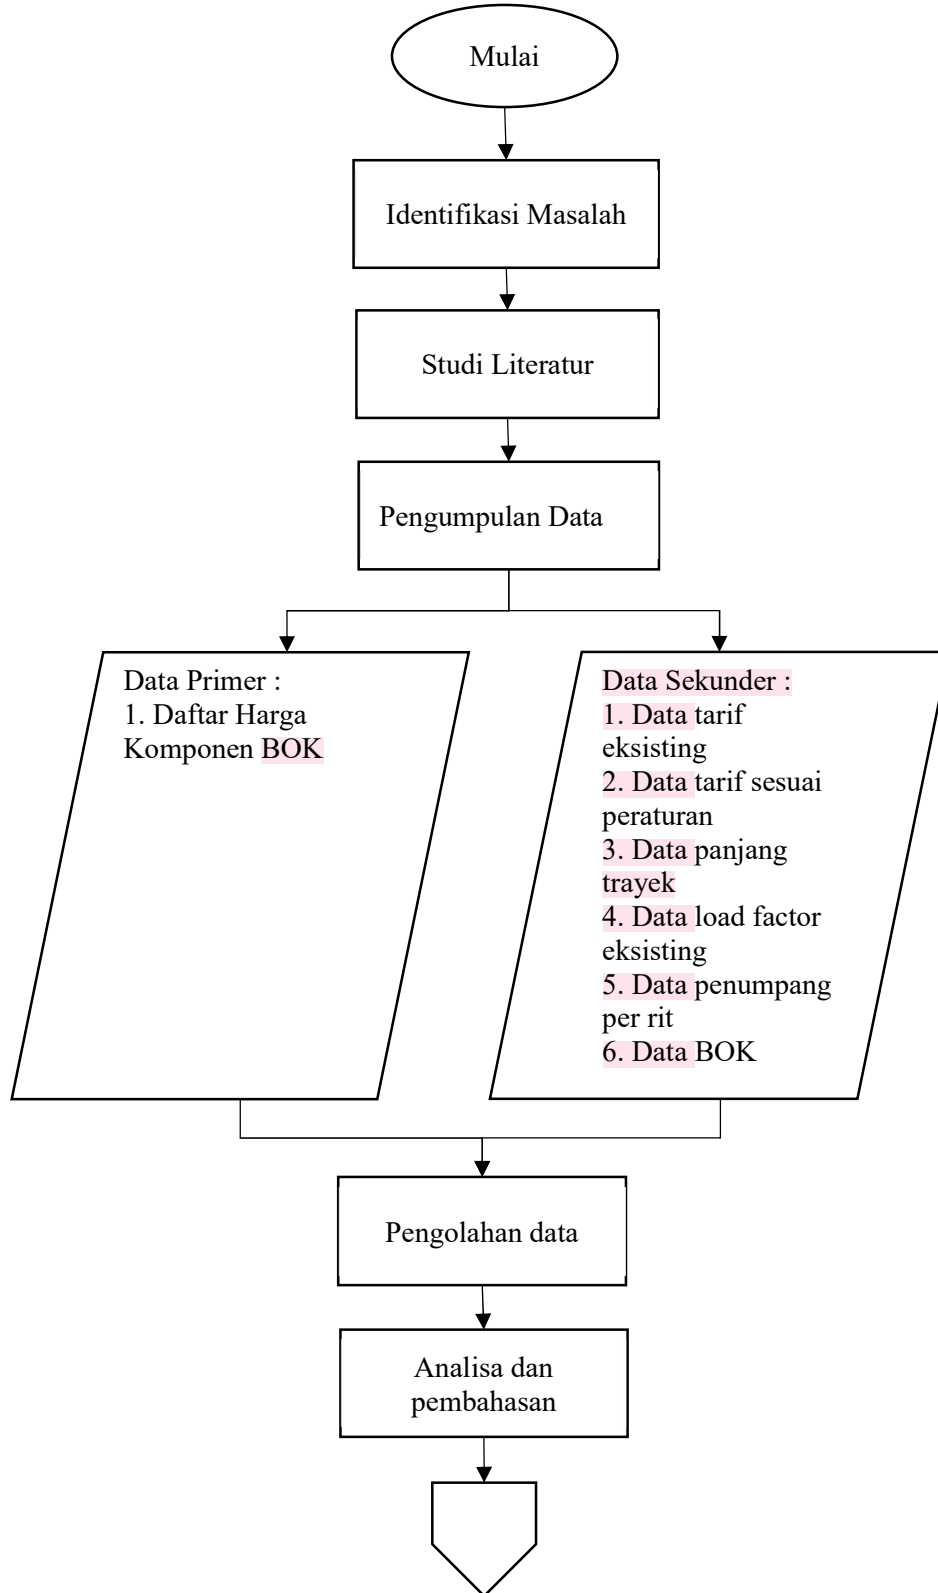 Mulai
Identifikasi Masalah
Studi Literatur
Pengumpulan Data
Data Primer :
1. Daftar Harga
Komponen BOK
Data Sekunder :
1. Data tarif
eksisting
2. Data tarif sesuai
peraturan
3. Data panjang
trayek
4. Data load factor
eksisting
5. Data penumpang
per rit
6. Data BOK
Pengolahan data
Analisa dan
pembahasan